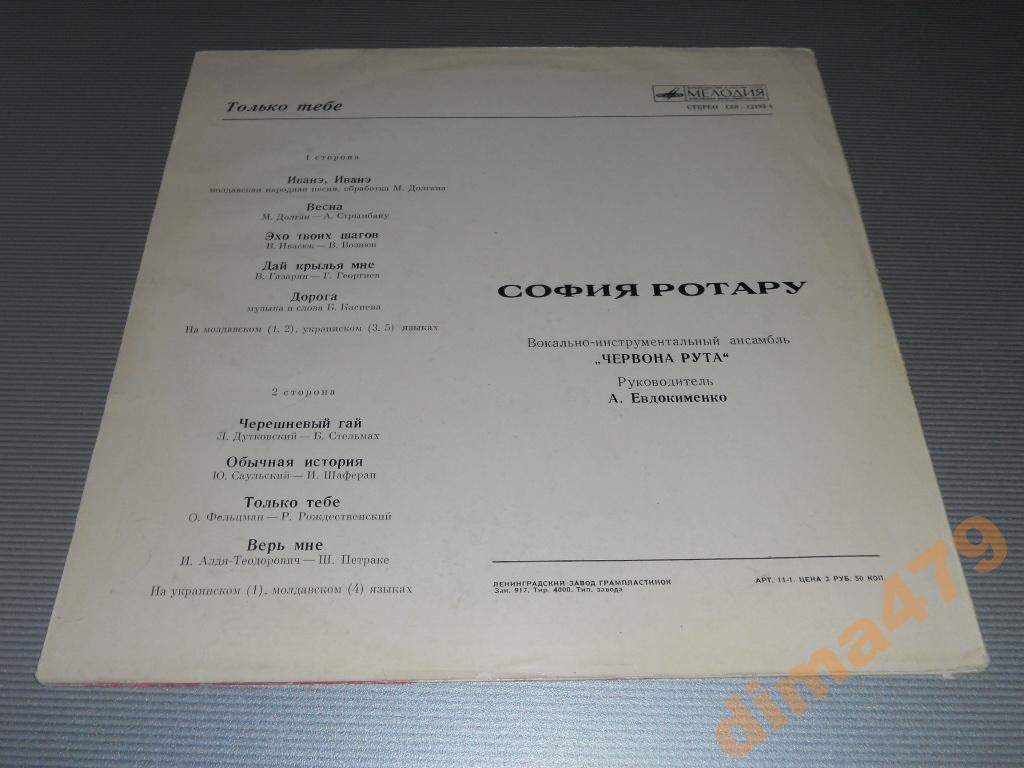 Только тебе
МЕЛОДИЯ
СТЕРЕО С60—12193-4
1 сторона
Иванэ, Иванэ
молдавская народная песня, обработка М. Долгана
Весна
М. Долган—А. Стрымбану
Эхо твоих шагов
В. Ивасюк—В. Вознюк
Дай крылья мне
В. Газарян—Г. Георгиев
Дорога
музыка и слова Б.
На молдавском (1, 2), украинском (3, 5) языках
2 сторона
Черешневый гай
Л. Дутковский—Б. Стельмах
Обычная история
Ю. Саульский—И. Шаферан
Только тебе
О. Фельцман—Р. Рождественский
Верь мне
И. Алдя-Теодорович—Ш. Петраке
На украинском (1), молдавском (4) языках
СОФИЯ РОТАРУ
Вокально-инструментальный ансамбль
„ЧЕРВОНА РУТА“
Руководитель
А. Евдокименко
ЛЕНИНГРАДСКИЙ ЗАВОД ГРАМПЛАСТИНОК
Зак. 917. Тир. 4000. Тип. завода
АРТ. 11-1. ЦЕНА 2 РУБ. 50 КОП.
dima479